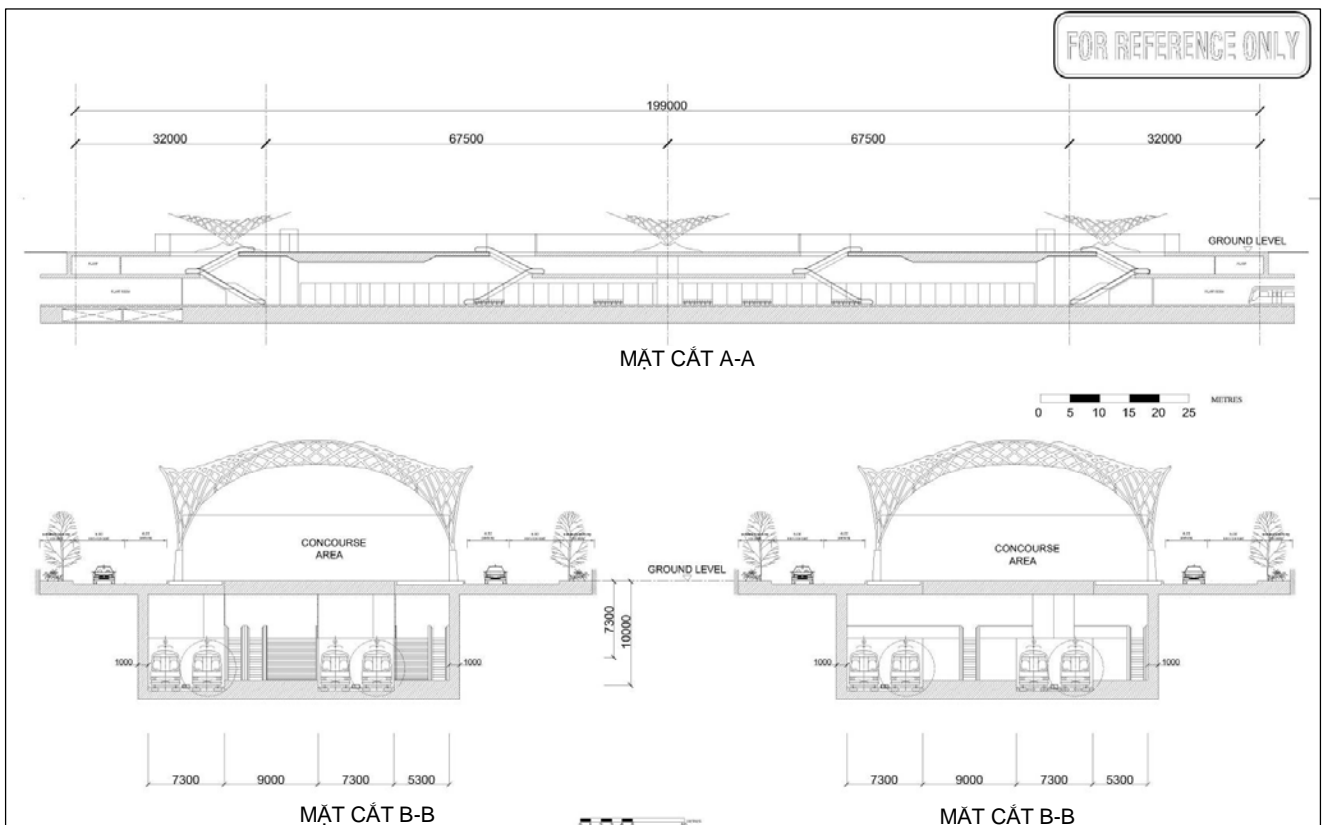 FOR REFERENCE ONLY
199000
32000 67500 67500 32000
GROUND LEVEL
PLANT PLANT
MẶT CẮT A-A
0 5 10 15 20 25 METRES
CONCOURSE
AREA
GROUND LEVEL
CONCOURSE
AREA
7300
10000
1000 1000 1000 1000
7300 9000 7300 5300 7300 9000 7300 5300
MẶT CẮT B-B MẶT CẮT B-B